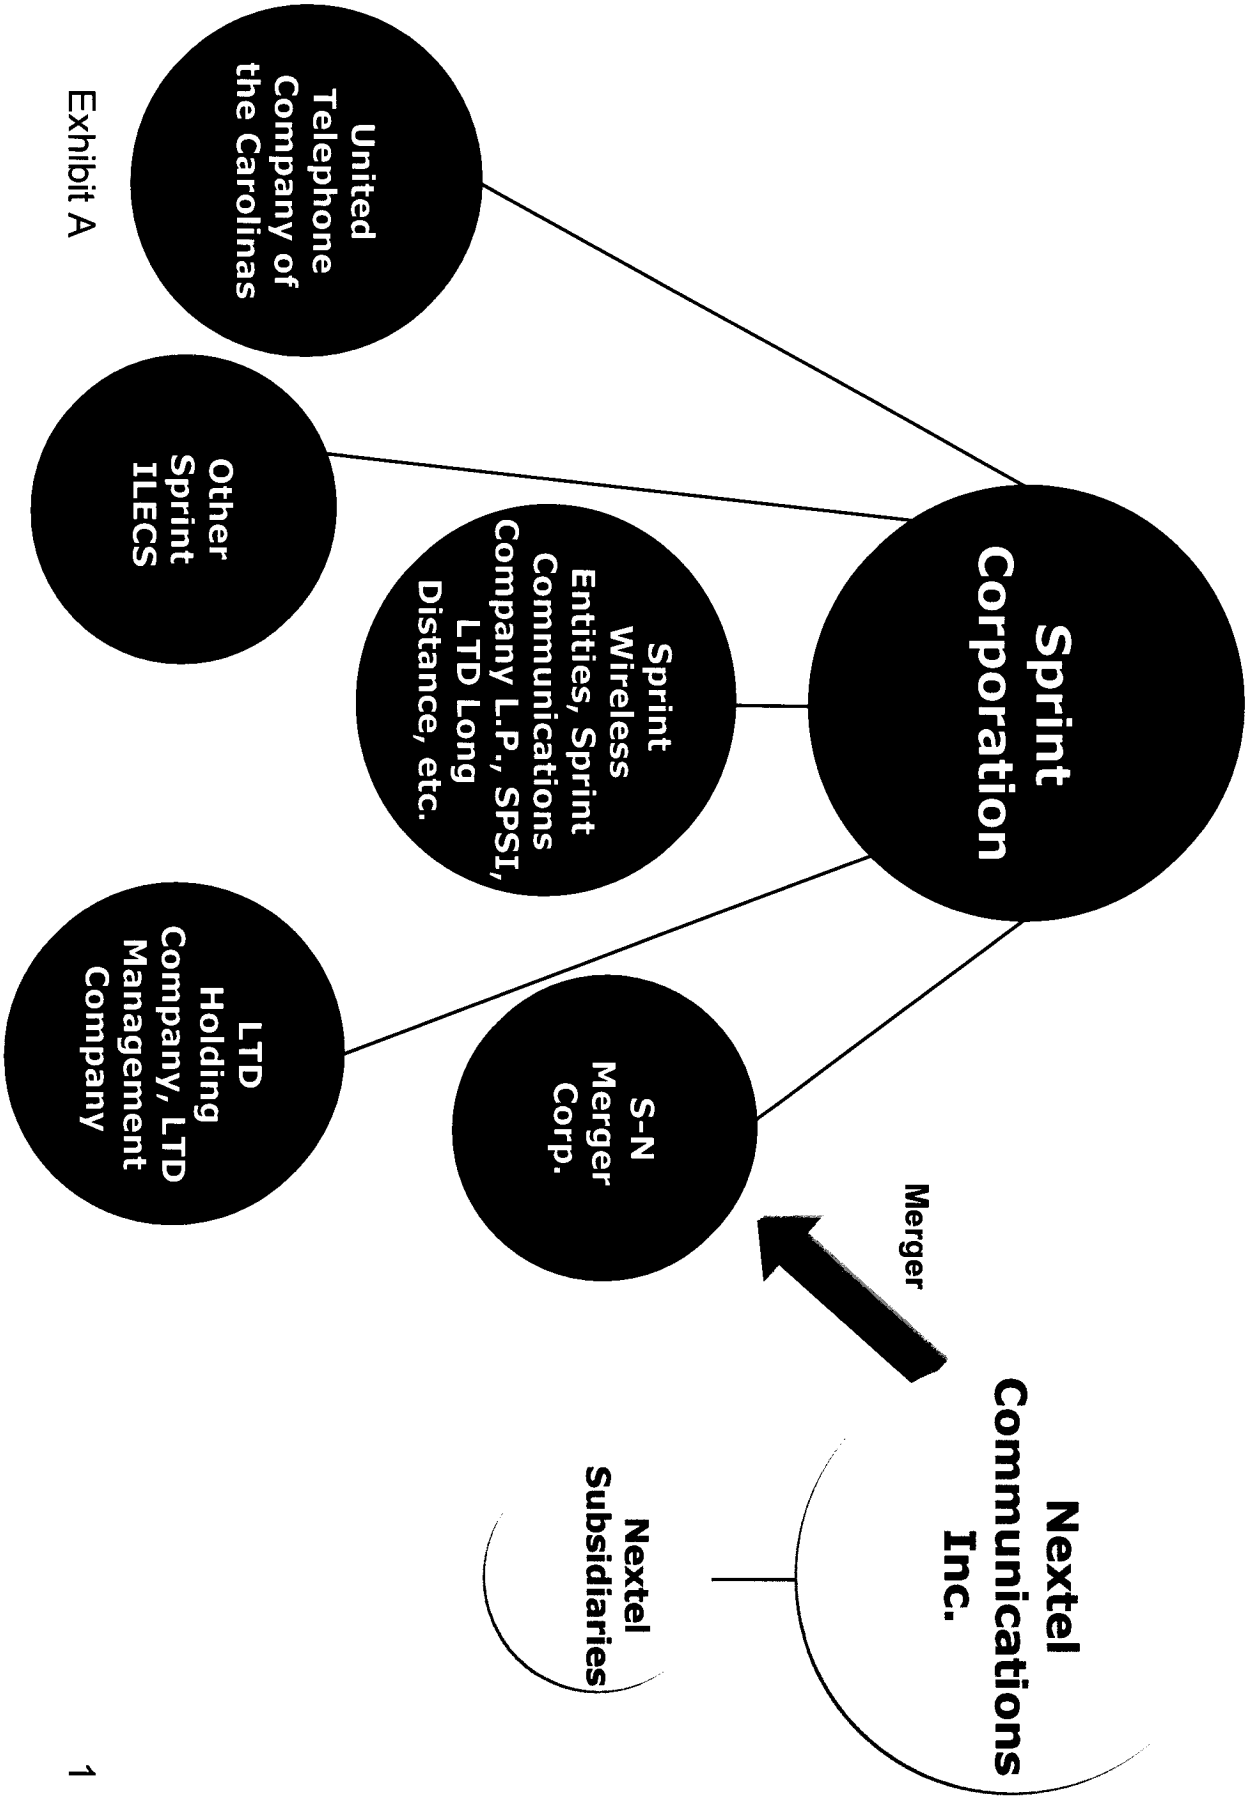 Sprint
Corporation
Nextel
Communications
Inc.
Merger
United
Telephone
Company of
the Carolinas
Other
Sprint
ILECS
Sprint
Wireless
Entities, Sprint
Communications
Company L.P., SPSI,
LTD Long
Distance, etc.
S-N
Merger
Corp.
LTD
Holding
Company, LTD
Management
Company
Nextel
Subsidiaries
Exhibit A
1